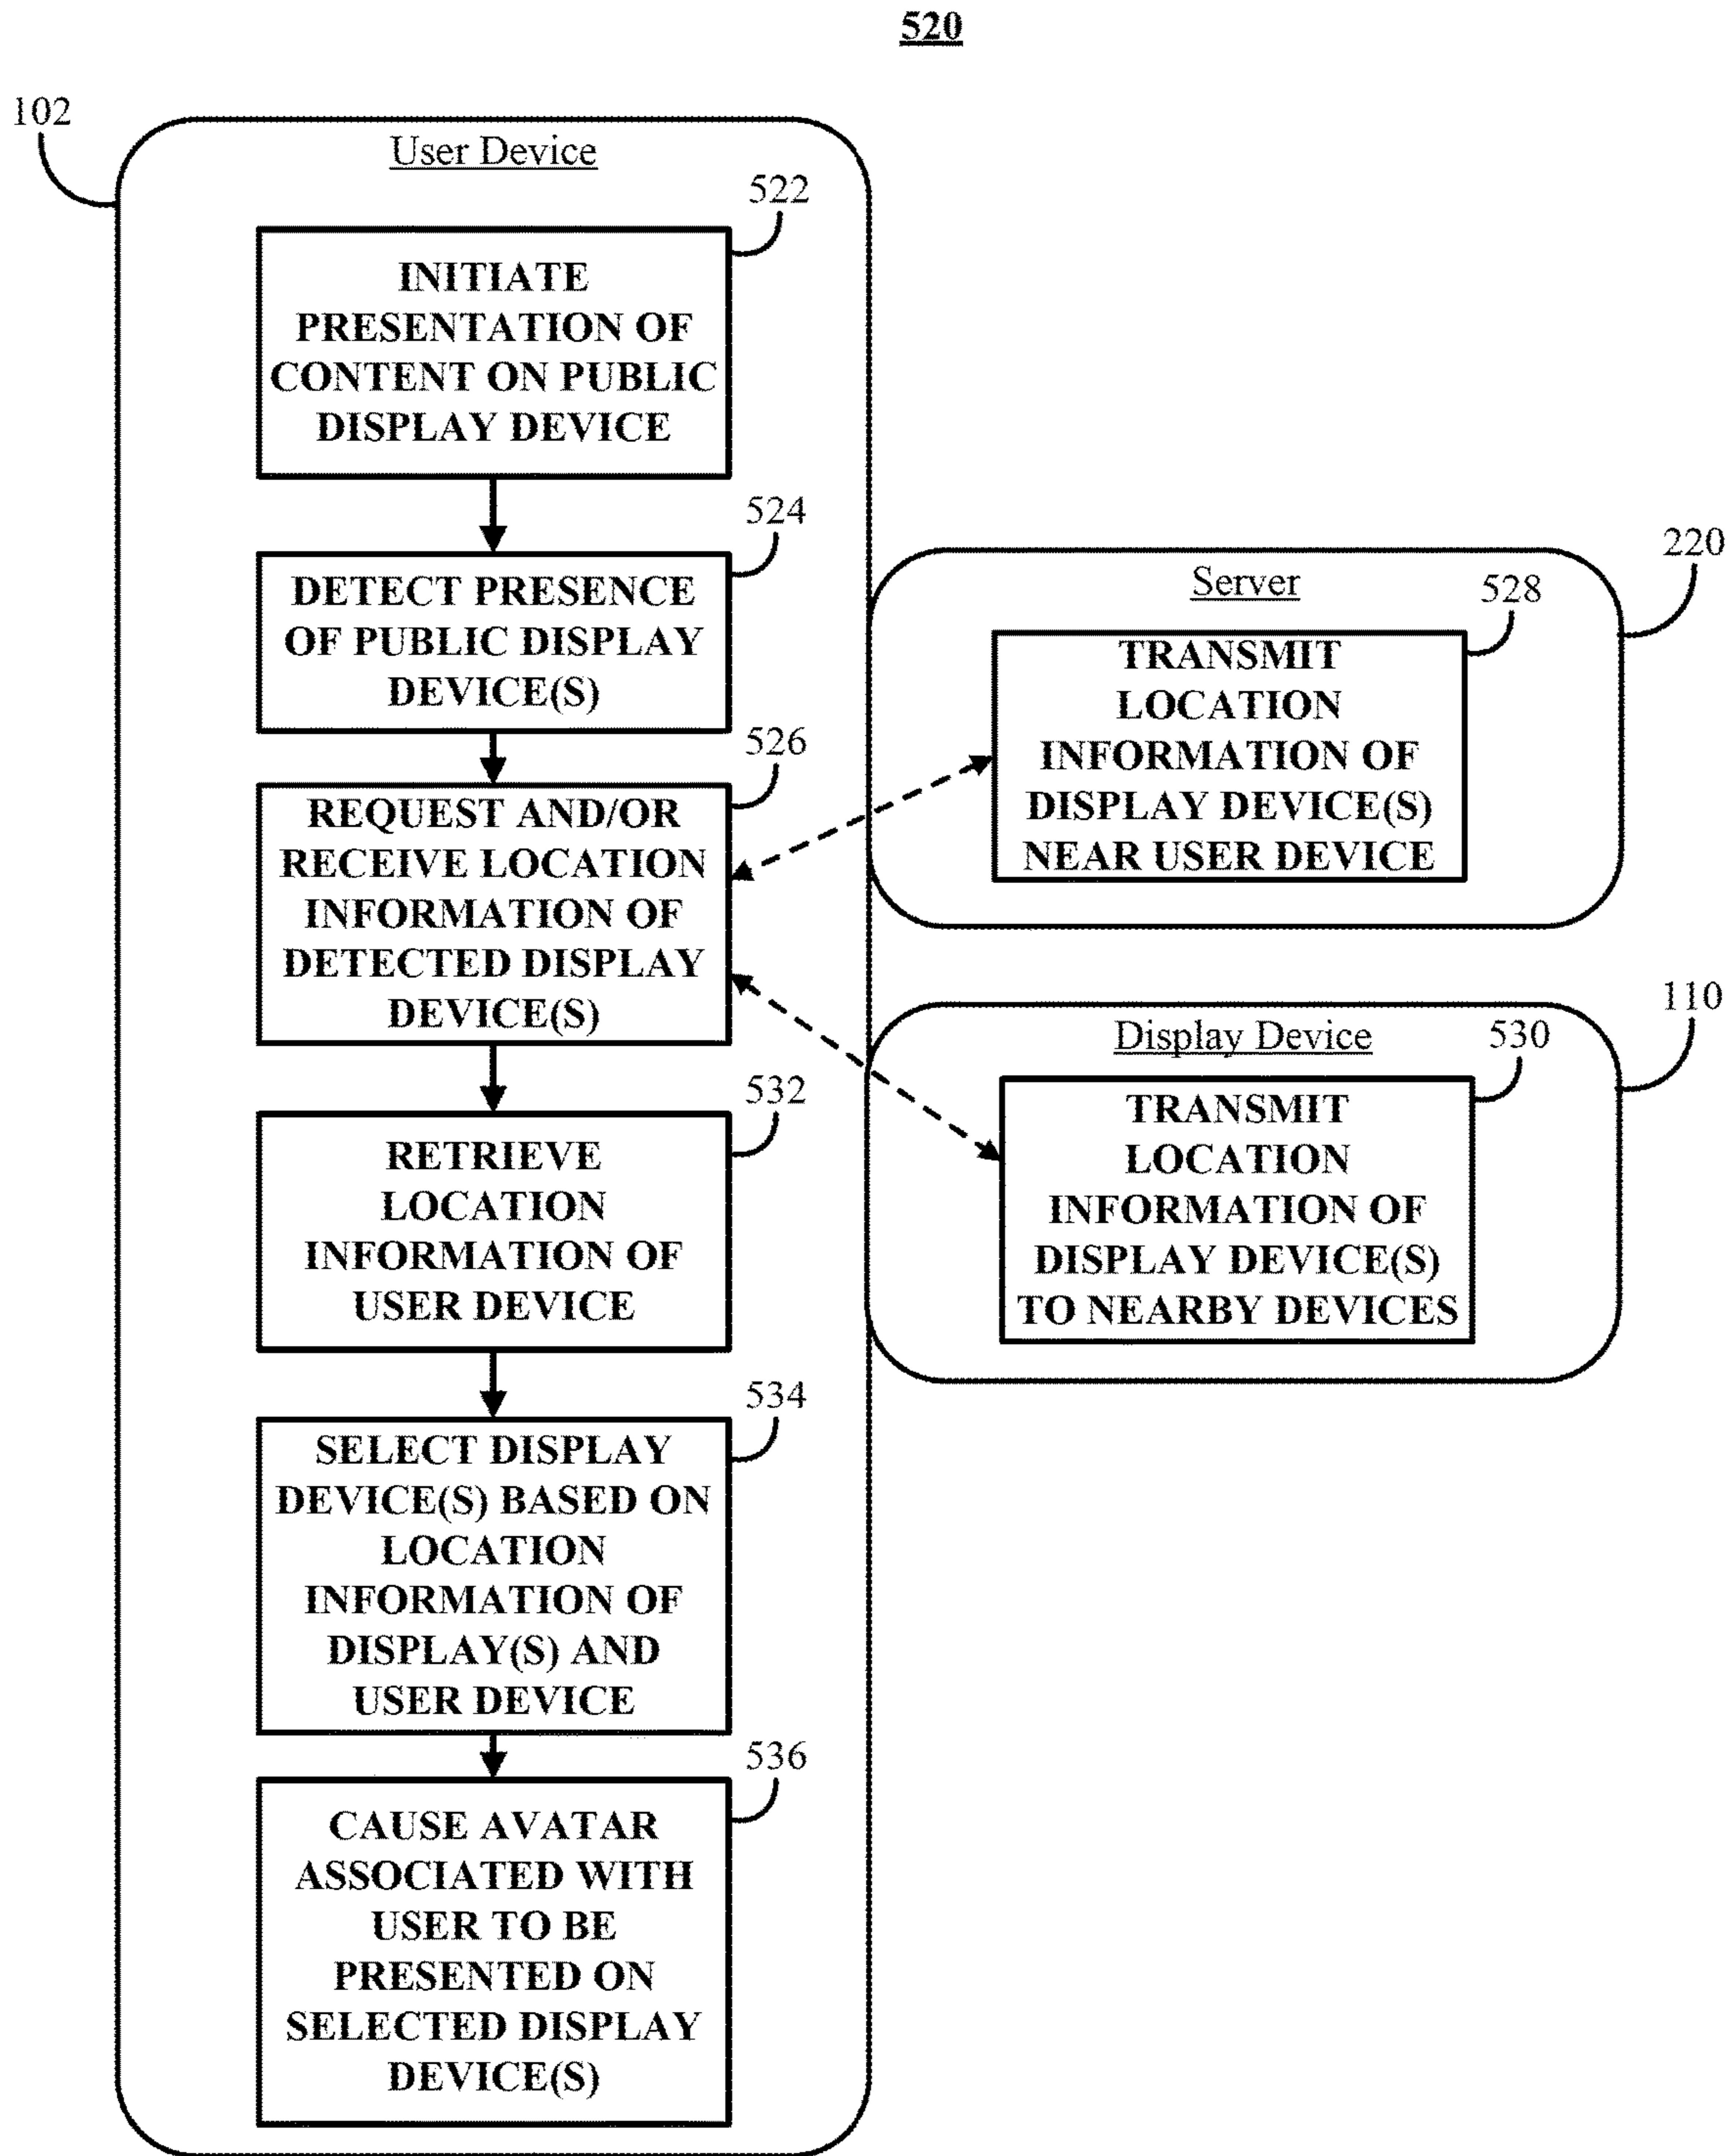 520
102
User Device
522
INITIATE
PRESENTATION OF
CONTENT ON PUBLIC
DISPLAY DEVICE
524
DETECT PRESENCE
OF PUBLIC DISPLAY
DEVICE(S)
526
REQUEST AND/OR
RECEIVE LOCATION
INFORMATION OF
DETECTED DISPLAY
DEVICE(S)
220
Server
528
TRANSMIT
LOCATION
INFORMATION OF
DISPLAY DEVICE(S)
NEAR USER DEVICE
110
Display Device
530
TRANSMIT
LOCATION
INFORMATION OF
DISPLAY DEVICE(S)
TO NEARBY DEVICES
532
RETRIEVE
LOCATION
INFORMATION OF
USER DEVICE
534
SELECT DISPLAY
DEVICE(S) BASED ON
LOCATION
INFORMATION OF
DISPLAY(S) AND
USER DEVICE
536
CAUSE AVATAR
ASSOCIATED WITH
USER TO BE
PRESENTED ON
SELECTED DISPLAY
DEVICE(S)